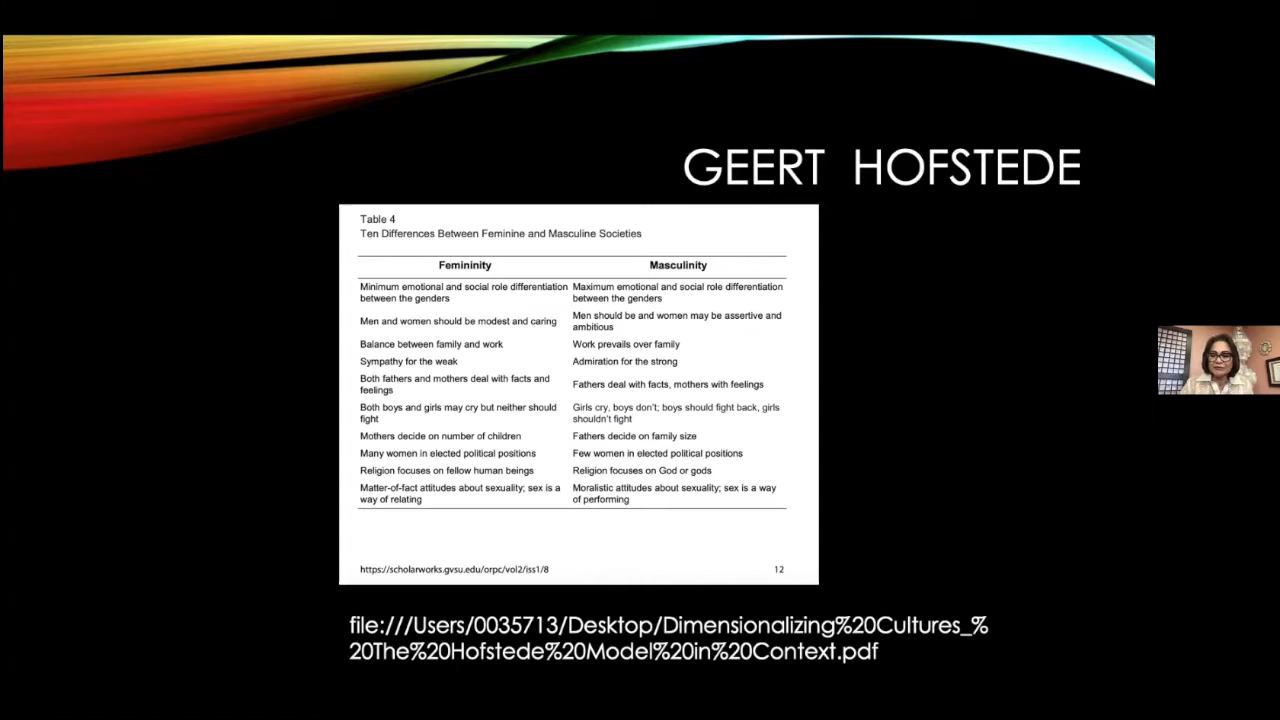 GEERT HOFSTEDE
Table 4
Ten Differences Between Feminine and Masculine Societies
Femininity Masculinity
Minimum emotional and social role differentiation between the genders
Maximum emotional and social role differentiation between the genders
Men and women should be modest and caring
Men should be and women may be assertive and ambitious
Balance between family and work
Work prevails over family
Sympathy for the weak
Admiration for the strong
Both fathers and mothers deal with facts and feelings
Fathers deal with facts, mothers with feelings
Both boys and girls may cry but neither should fight
Girls cry, boys don't; boys should fight back, girls shouldn't fight
Mothers decide on number of children
Fathers decide on family size
Many women in elected political positions
Few women in elected political positions
Religion focuses on fellow human beings
Religion focuses on God or gods
Matter-of-fact attitudes about sexuality; sex is a way of relating
Moralistic attitudes about sexuality; sex is a way of performing
https://scholarworks.gvsu.edu/orpc/vol2/iss1/8 12
file:///Users/0035713/Desktop/Dimensionalizing%20Cultures_%
20The%20Hofstede%20Model%20in%20Context.pdf